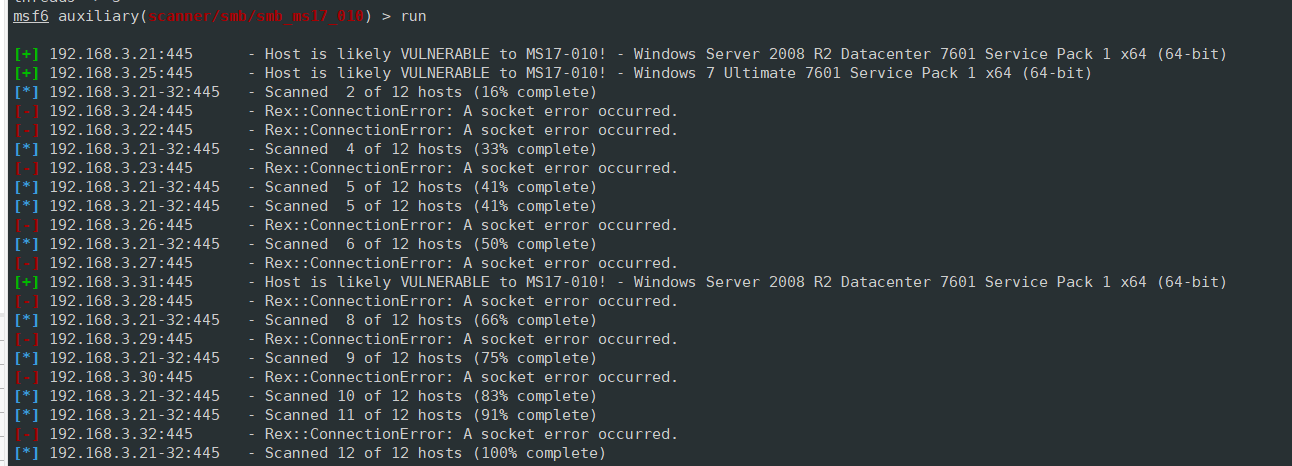 msf6 auxiliary(scanner/smb/smb_ms17_010) > run
[+] 192.168.3.21:445 - Host is likely VULNERABLE to MS17-010! - Windows Server 2008 R2 Datacenter 7601 Service Pack 1 x64 (64-bit)
[+] 192.168.3.25:445 - Host is likely VULNERABLE to MS17-010! - Windows 7 Ultimate 7601 Service Pack 1 x64 (64-bit)
[*] 192.168.3.21-32:445 - Scanned 2 of 12 hosts (16% complete)
[-] 192.168.3.24:445 - Rex::ConnectionError: A socket error occurred.
[-] 192.168.3.22:445 - Rex::ConnectionError: A socket error occurred.
[*] 192.168.3.21-32:445 - Scanned 4 of 12 hosts (33% complete)
[-] 192.168.3.23:445 - Rex::ConnectionError: A socket error occurred.
[*] 192.168.3.21-32:445 - Scanned 5 of 12 hosts (41% complete)
[*] 192.168.3.21-32:445 - Scanned 5 of 12 hosts (41% complete)
[-] 192.168.3.26:445 - Rex::ConnectionError: A socket error occurred.
[*] 192.168.3.21-32:445 - Scanned 6 of 12 hosts (50% complete)
[-] 192.168.3.27:445 - Rex::ConnectionError: A socket error occurred.
[+] 192.168.3.31:445 - Host is likely VULNERABLE to MS17-010! - Windows Server 2008 R2 Datacenter 7601 Service Pack 1 x64 (64-bit)
[-] 192.168.3.28:445 - Rex::ConnectionError: A socket error occurred.
[*] 192.168.3.21-32:445 - Scanned 8 of 12 hosts (66% complete)
[-] 192.168.3.29:445 - Rex::ConnectionError: A socket error occurred.
[*] 192.168.3.21-32:445 - Scanned 9 of 12 hosts (75% complete)
[-] 192.168.3.30:445 - Rex::ConnectionError: A socket error occurred.
[*] 192.168.3.21-32:445 - Scanned 10 of 12 hosts (83% complete)
[*] 192.168.3.21-32:445 - Scanned 11 of 12 hosts (91% complete)
[-] 192.168.3.32:445 - Rex::ConnectionError: A socket error occurred.
[*] 192.168.3.21-32:445 - Scanned 12 of 12 hosts (100% complete)